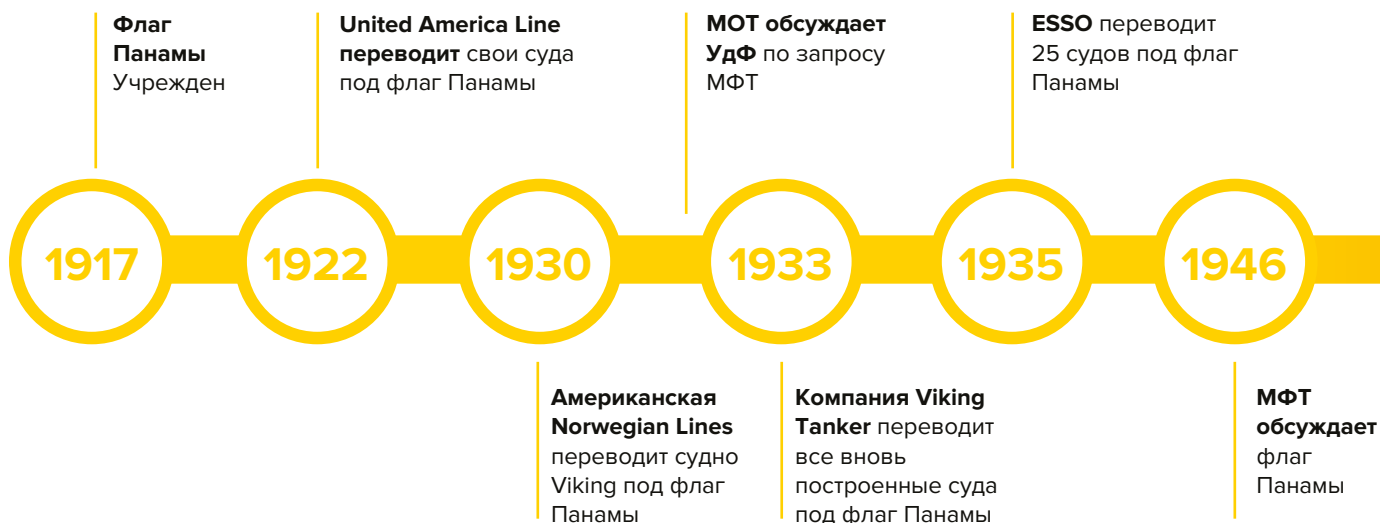 Флаг
Панамы
Учрежден
United America Line
переводит свои суда
под флаг Панамы
МОТ обсуждает
УдФ по запросу
МФТ
ESSO переводит
25 судов под флаг
Панамы
1917
1922
1930
1933
1935
1946
Американская
Norwegian Lines
переводит судно
Viking под флаг
Панамы
Компания Viking
Tanker переводит
все вновь
построенные суда
под флаг Панамы
МФТ
обсуждает
флаг
Панамы